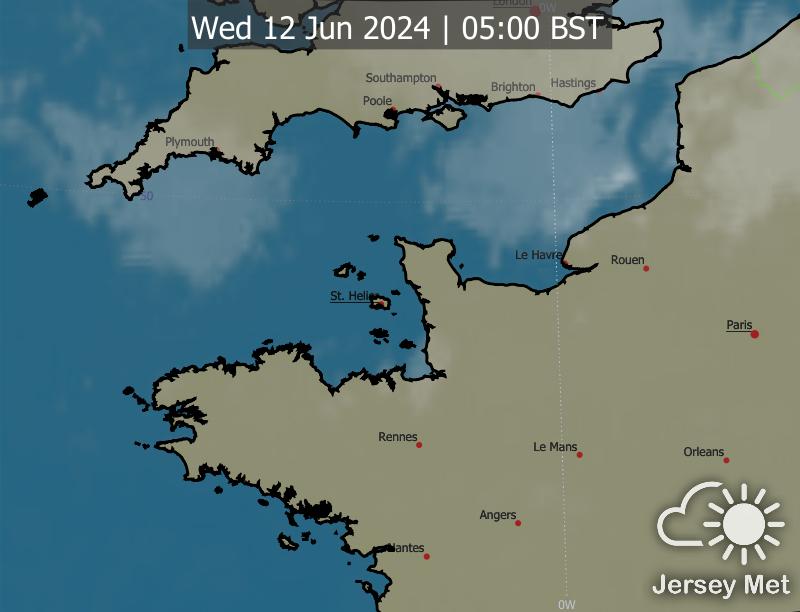 London
0W
Wed 12 Jun 2024 | 05:00 BST
Southampton
Brighton
Hastings
Poole
Plymouth
50
Le Havre
Rouen
St. Helier
Paris
Rennes
Le Mans
Orleans
Angers
Nantes
Jersey Met
0W